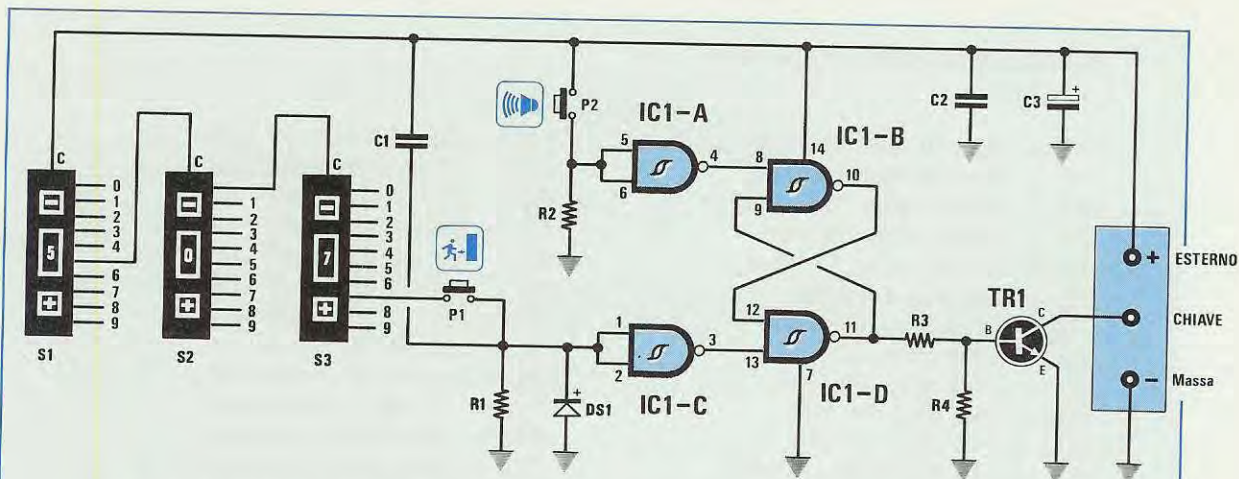 C1
P2
IC1-A
IC1-B
C2
C3
+
C
C
C
5
6
4
8
9
14
10
R2
0
1
2
3
4
6
7
8
9
5
1
2
3
4
5
6
7
8
9
0
0
1
2
3
4
5
6
8
9
7
P1
S1
S2
S3
12
13
11
7
1
2
3
R1
DS1
+
IC1-C
IC1-D
R3
R4
TR1
B
C
E
+ ESTERNO
CHIAVE
- Massa